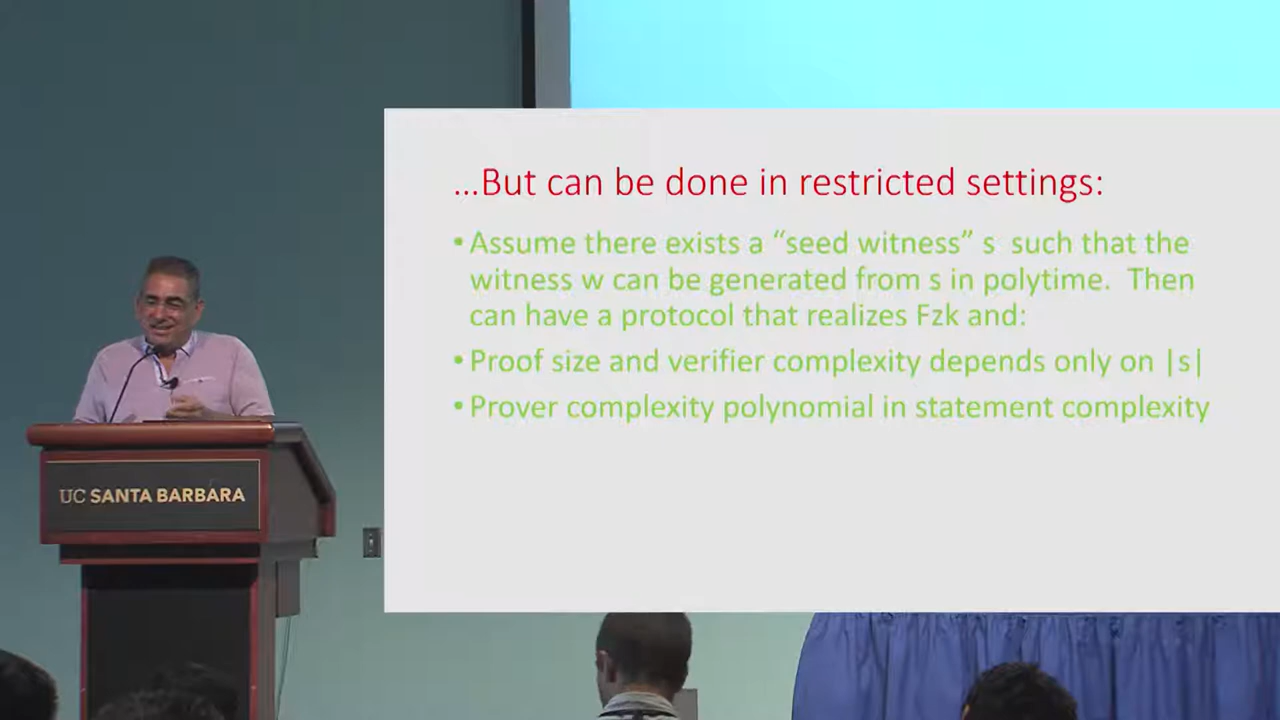 ...But can be done in restricted settings:
•Assume there exists a “seed witness” s such that the
witness w can be generated from s in polytime. Then
can have a protocol that realizes Fzk and:
•Proof size and verifier complexity depends only on |s|
•Prover complexity polynomial in statement complexity
UC SANTA BARBARA